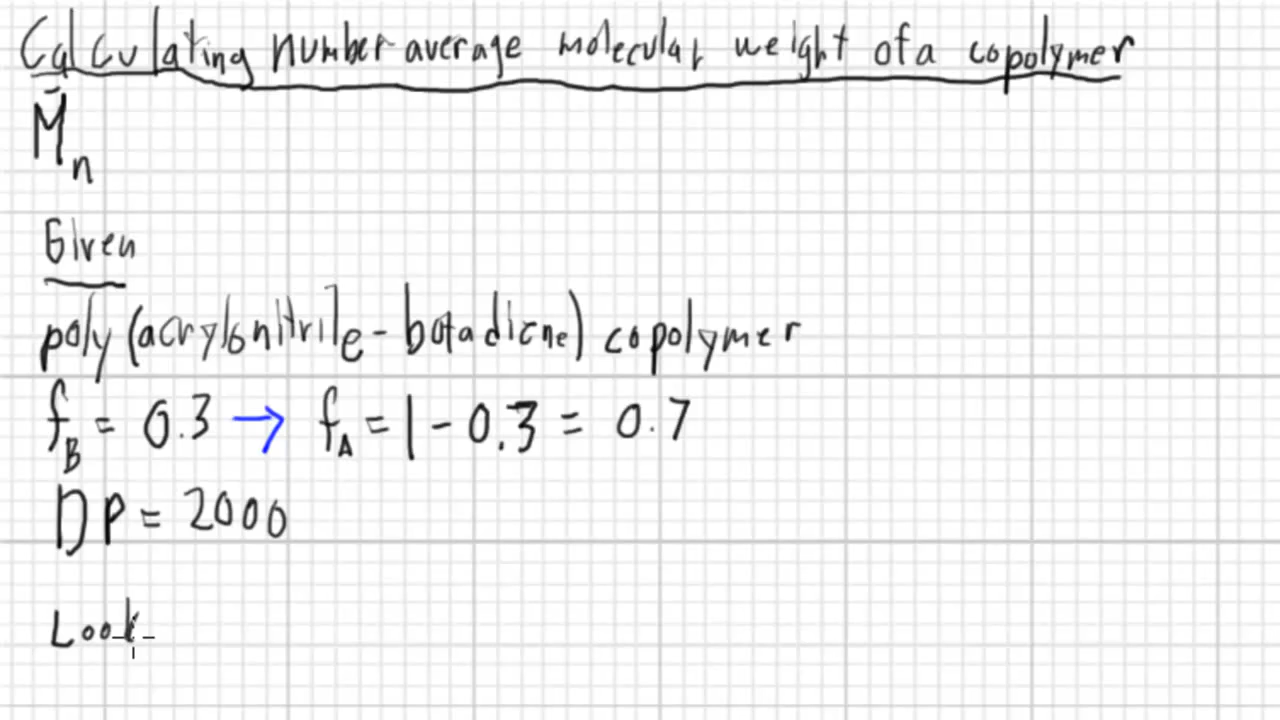 Calculating number average molecular weight of a copolymer
M̄n
Given
poly (acrylonitrile - butadiene) copolymer
fB = 0.3 → fA = 1 - 0.3 = 0.7
DP = 2000
Look